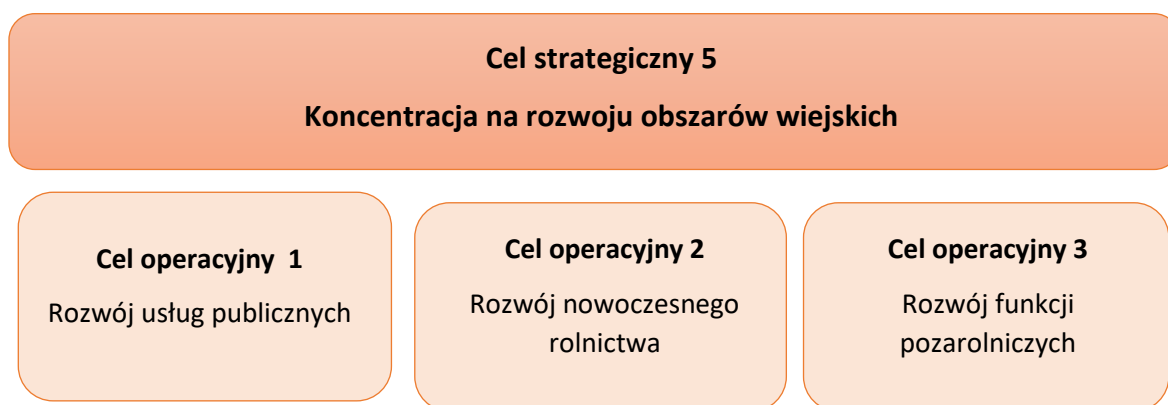 Cel strategiczny 5
Koncentracja na rozwoju obszarów wiejskich
Cel operacyjny 1
Rozwój usług publicznych
Cel operacyjny 2
Rozwój nowoczesnego
rolnictwa
Cel operacyjny 3
Rozwój funkcji
pozarolniczych